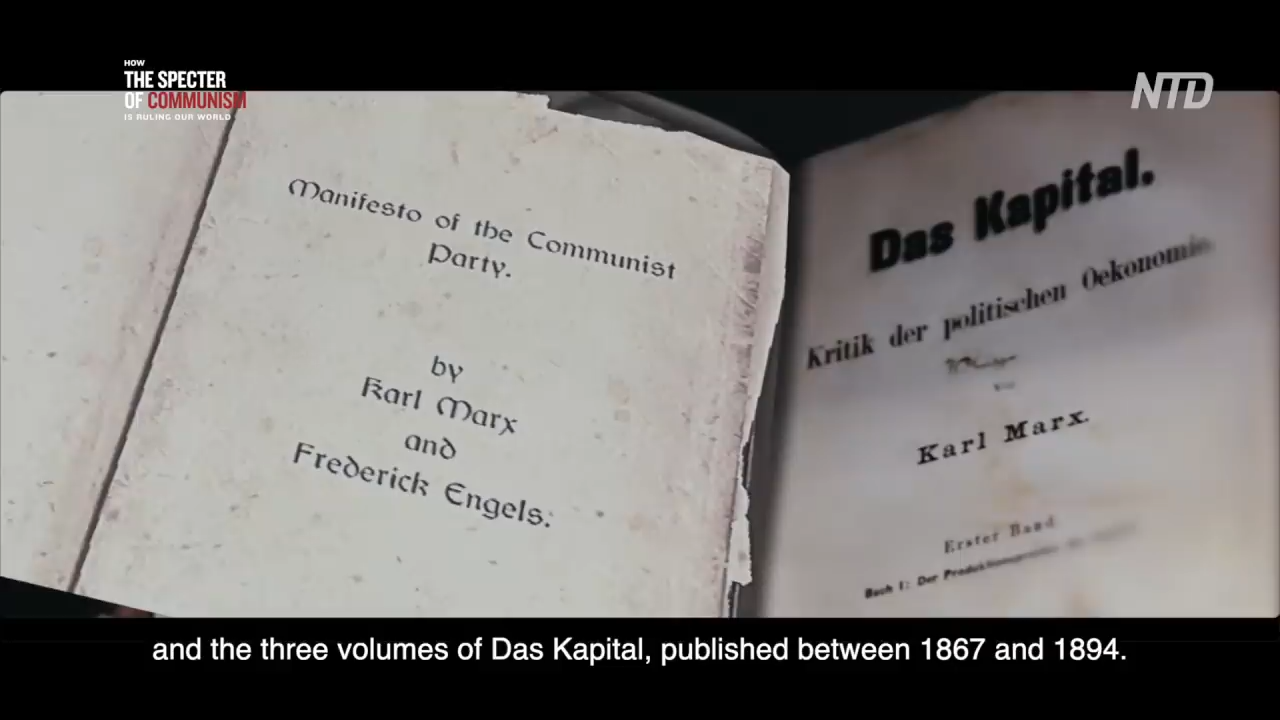 HOW
THE SPECTER
OF COMMUNISM
IS RULING OUR WORLD
NTD
Manifesto of the Communist
Party.
by
Karl Marx
and
Frederick Engels.
Das Kapital.
Kritik der politischen Oekonomie.
Karl Marx.
Erster Band
Buch I: Der
and the three volumes of Das Kapital, published between 1867 and 1894.